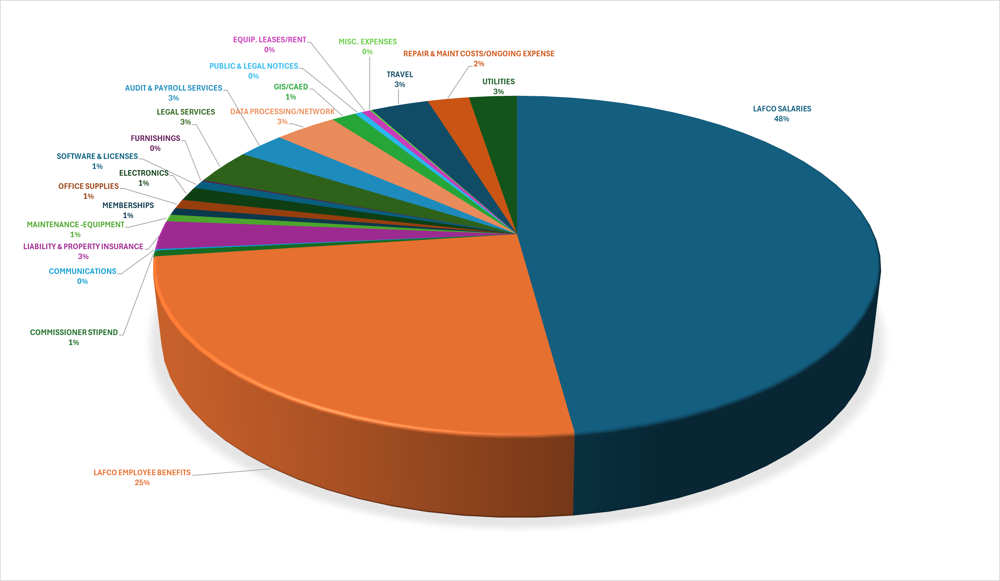 EQUIP. LEASES/RENT
0%
MISC. EXPENSES
0%
REPAIR & MAINT COSTS/ONGOING EXPENSE
2%
PUBLIC & LEGAL NOTICES
0%
TRAVEL
3%
UTILITIES
3%
AUDIT & PAYROLL SERVICES
3%
GIS/CAED
1%
LAFCO SALARIES
48%
LEGAL SERVICES
3%
DATA PROCESSING/NETWORK
3%
FURNISHINGS
0%
SOFTWARE & LICENSES
1%
ELECTRONICS
1%
OFFICE SUPPLIES
1%
MEMBERSHIPS
1%
MAINTENANCE -EQUIPMENT
1%
LIABILITY & PROPERTY INSURANCE
3%
COMMUNICATIONS
0%
COMMISSIONER STIPEND
1%
LAFCO EMPLOYEE BENEFITS
25%